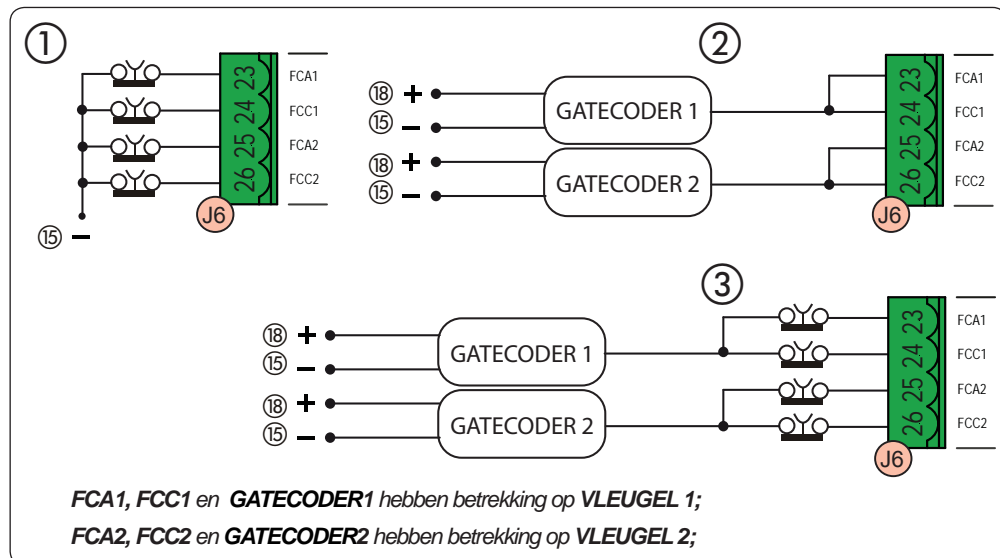 1
23 FCA1
24 FCC1
25 FCA2
26 FCC2
J6
15 −
2
18 +
15 −
18 +
15 −
GATECODER 1
GATECODER 2
23 FCA1
24 FCC1
25 FCA2
26 FCC2
J6
3
18 +
15 −
18 +
15 −
GATECODER 1
GATECODER 2
23 FCA1
24 FCC1
25 FCA2
26 FCC2
J6
FCA1, FCC1 en GATECODER1 hebben betrekking op VLEUGEL 1;
FCA2, FCC2 en GATECODER2 hebben betrekking op VLEUGEL 2;